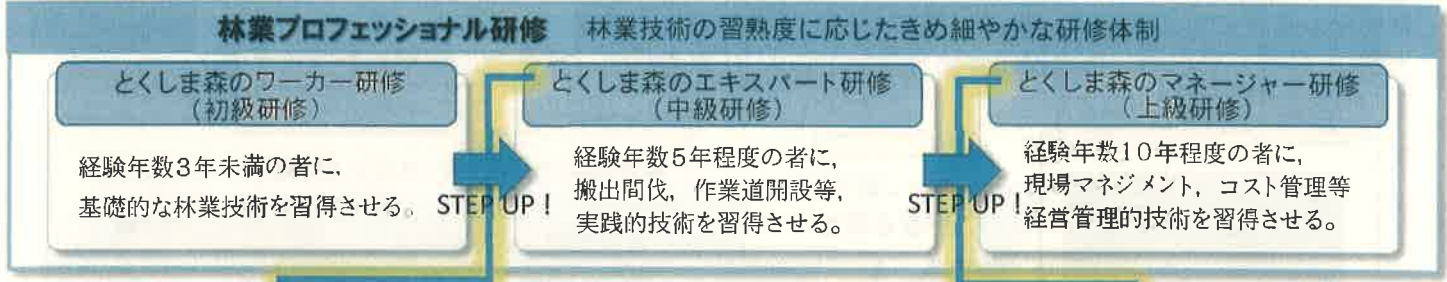 林業プロフェッショナル研修 林業技術の習熟度に応じたきめ細やかな研修体制
とくしま森のワーカー研修
（初級研修）
経験年数3年未満の者に，
基礎的な林業技術を習得させる。
STEP UP！
とくしま森のエキスパート研修
（中級研修）
経験年数5年程度の者に，
搬出間伐，作業道開設等，
実践的技術を習得させる。
STEP UP！
とくしま森のマネージャー研修
（上級研修）
経験年数10年程度の者に，
現場マネジメント，コスト管理等
経営管理的技術を習得させる。